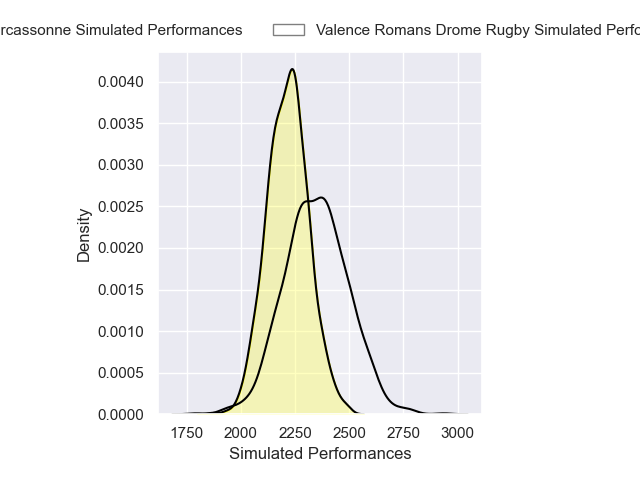 rcassonne Simulated Performances Valence Romans Drome Rugby Simulated Perfo
0.0040
0.0035
0.0030
0.0025
0.0020
0.0015
0.0010
0.0005
0.0000
Density
1750 2000 2250 2500 2750 3000
Simulated Performances